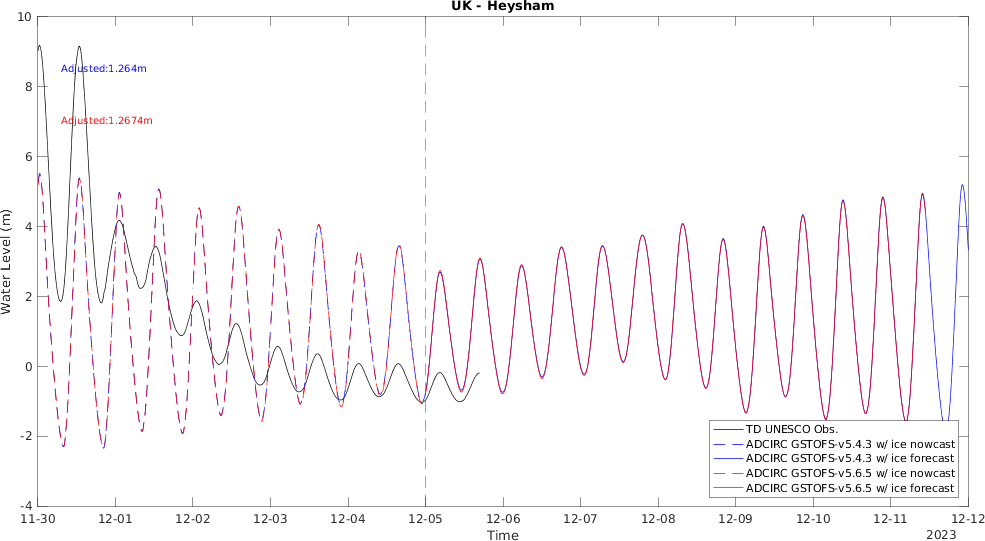 UK - Heysham
10
8
6
4
2
0
-2
-4
Water Level (m)
Adjusted:1.264m
Adjusted:1.2674m
TD UNESCO Obs.
ADCIRC GSTOFS-v5.4.3 w/ ice nowcast
ADCIRC GSTOFS-v5.4.3 w/ ice forecast
ADCIRC GSTOFS-v5.6.5 w/ ice nowcast
ADCIRC GSTOFS-v5.6.5 w/ ice forecast
11-30 12-01 12-02 12-03 12-04 12-05 12-06 12-07 12-08 12-09 12-10 12-11 12-12
Time
2023